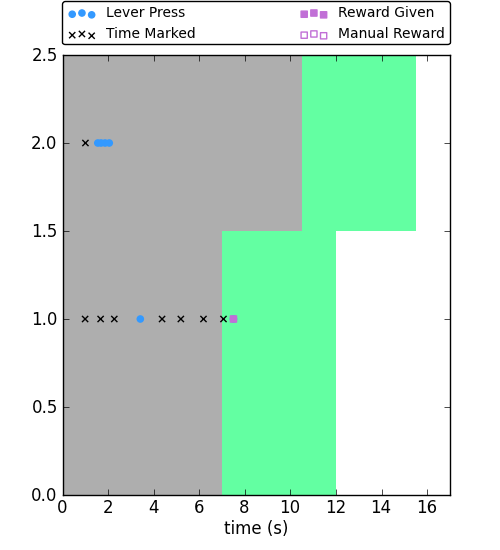 Lever Press
Reward Given
Time Marked
Manual Reward
2.5
2.0
1.5
1.0
0.5
0.0
0 2 4 6 8 10 12 14 16
time (s)